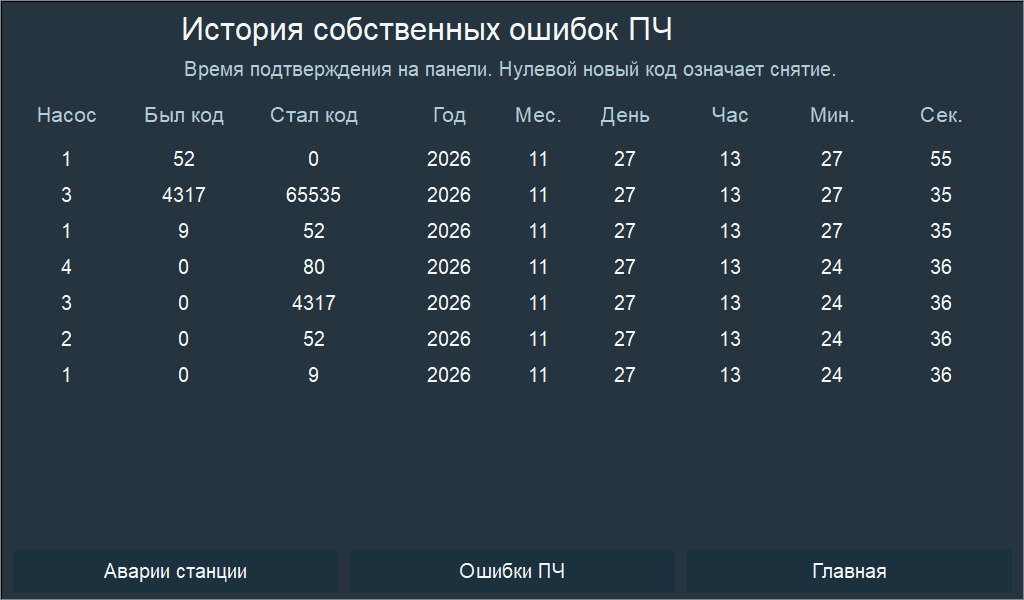 История собственных ошибок ПЧ
Время подтверждения на панели. Нулевой новый код означает снятие.
Насос Был код Стал код Год Мес. День Час Мин. Сек.
1 52 0 2026 11 27 13 27 55
3 4317 65535 2026 11 27 13 27 35
1 9 52 2026 11 27 13 27 35
4 0 80 2026 11 27 13 24 36
3 0 4317 2026 11 27 13 24 36
2 0 52 2026 11 27 13 24 36
1 0 9 2026 11 27 13 24 36
Аварии станции Ошибки ПЧ Главная